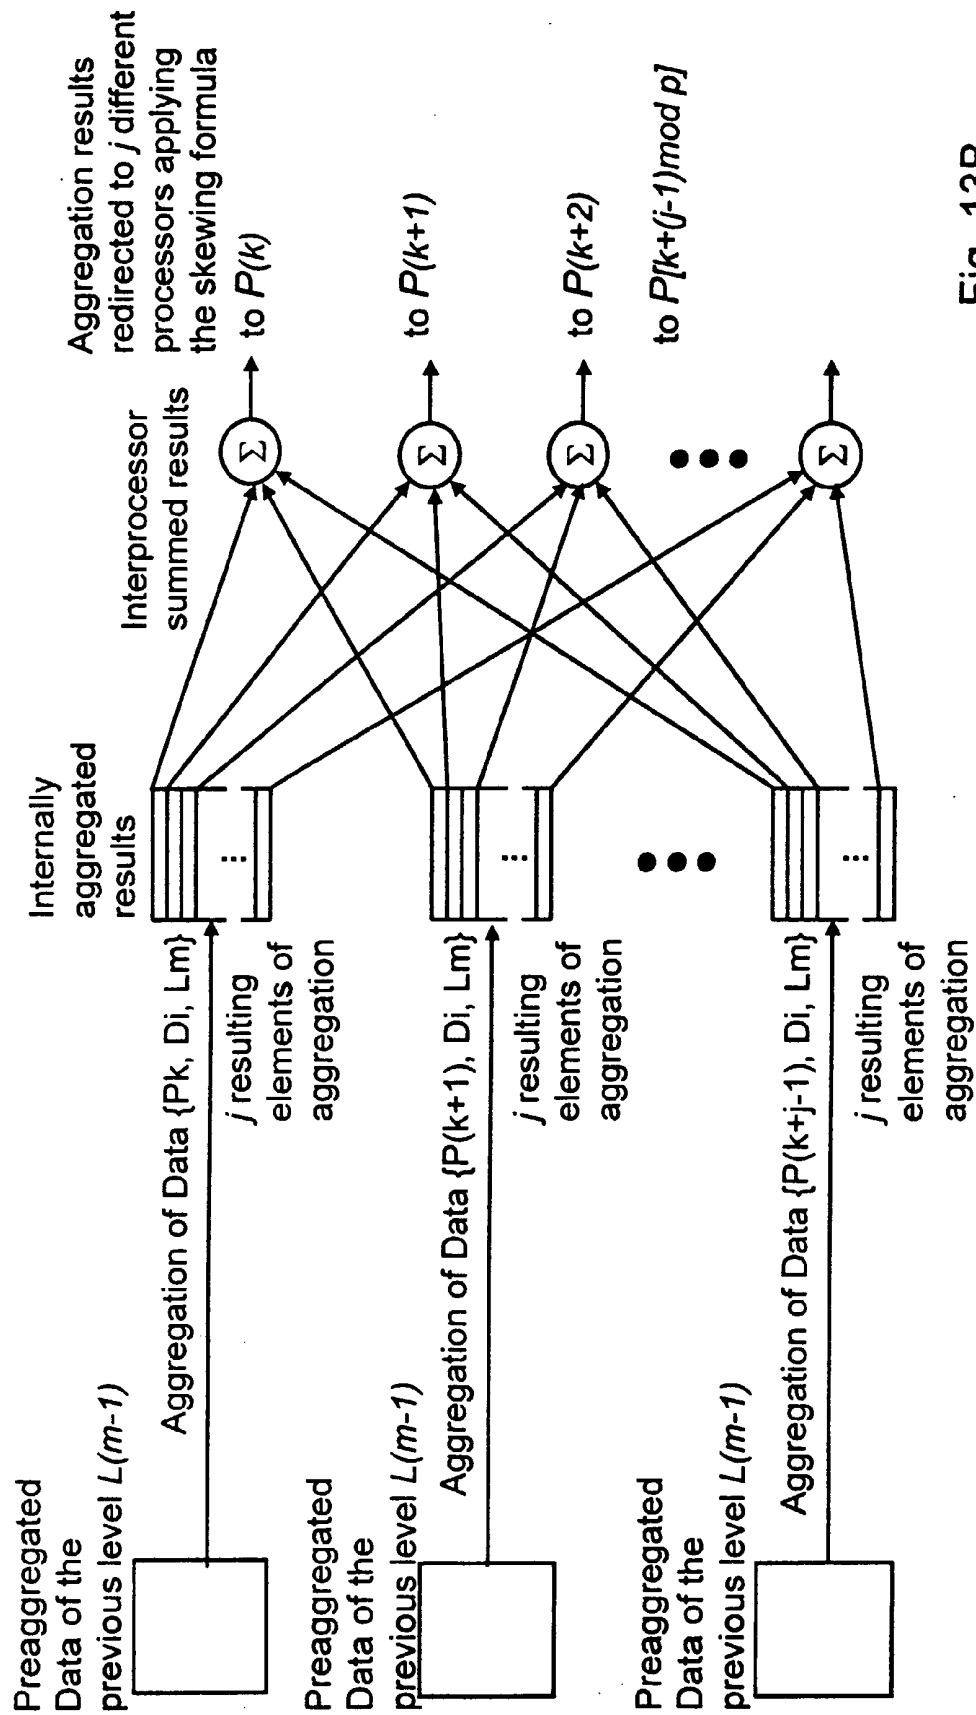 Preaggregated
Data of the
previous level L(m-1)
Aggregation of Data {Pk, Di, Lm}
j resulting
elements of
aggregation
Internally
aggregated
results
...
Interprocessor
summed results
Σ
Aggregation results
redirected to j different
processors applying
the skewing formula
to P(k)
Preaggregated
Data of the
previous level L(m-1)
Aggregation of Data {P(k+1), Di, Lm}
j resulting
elements of
aggregation
...
Σ
to P(k+1)
Σ
to P(k+2)
to P[k+(j-1)mod p]
Preaggregated
Data of the
previous level L(m-1)
Aggregation of Data {P(k+j-1), Di, Lm}
j resulting
elements of
aggregation
...
Σ